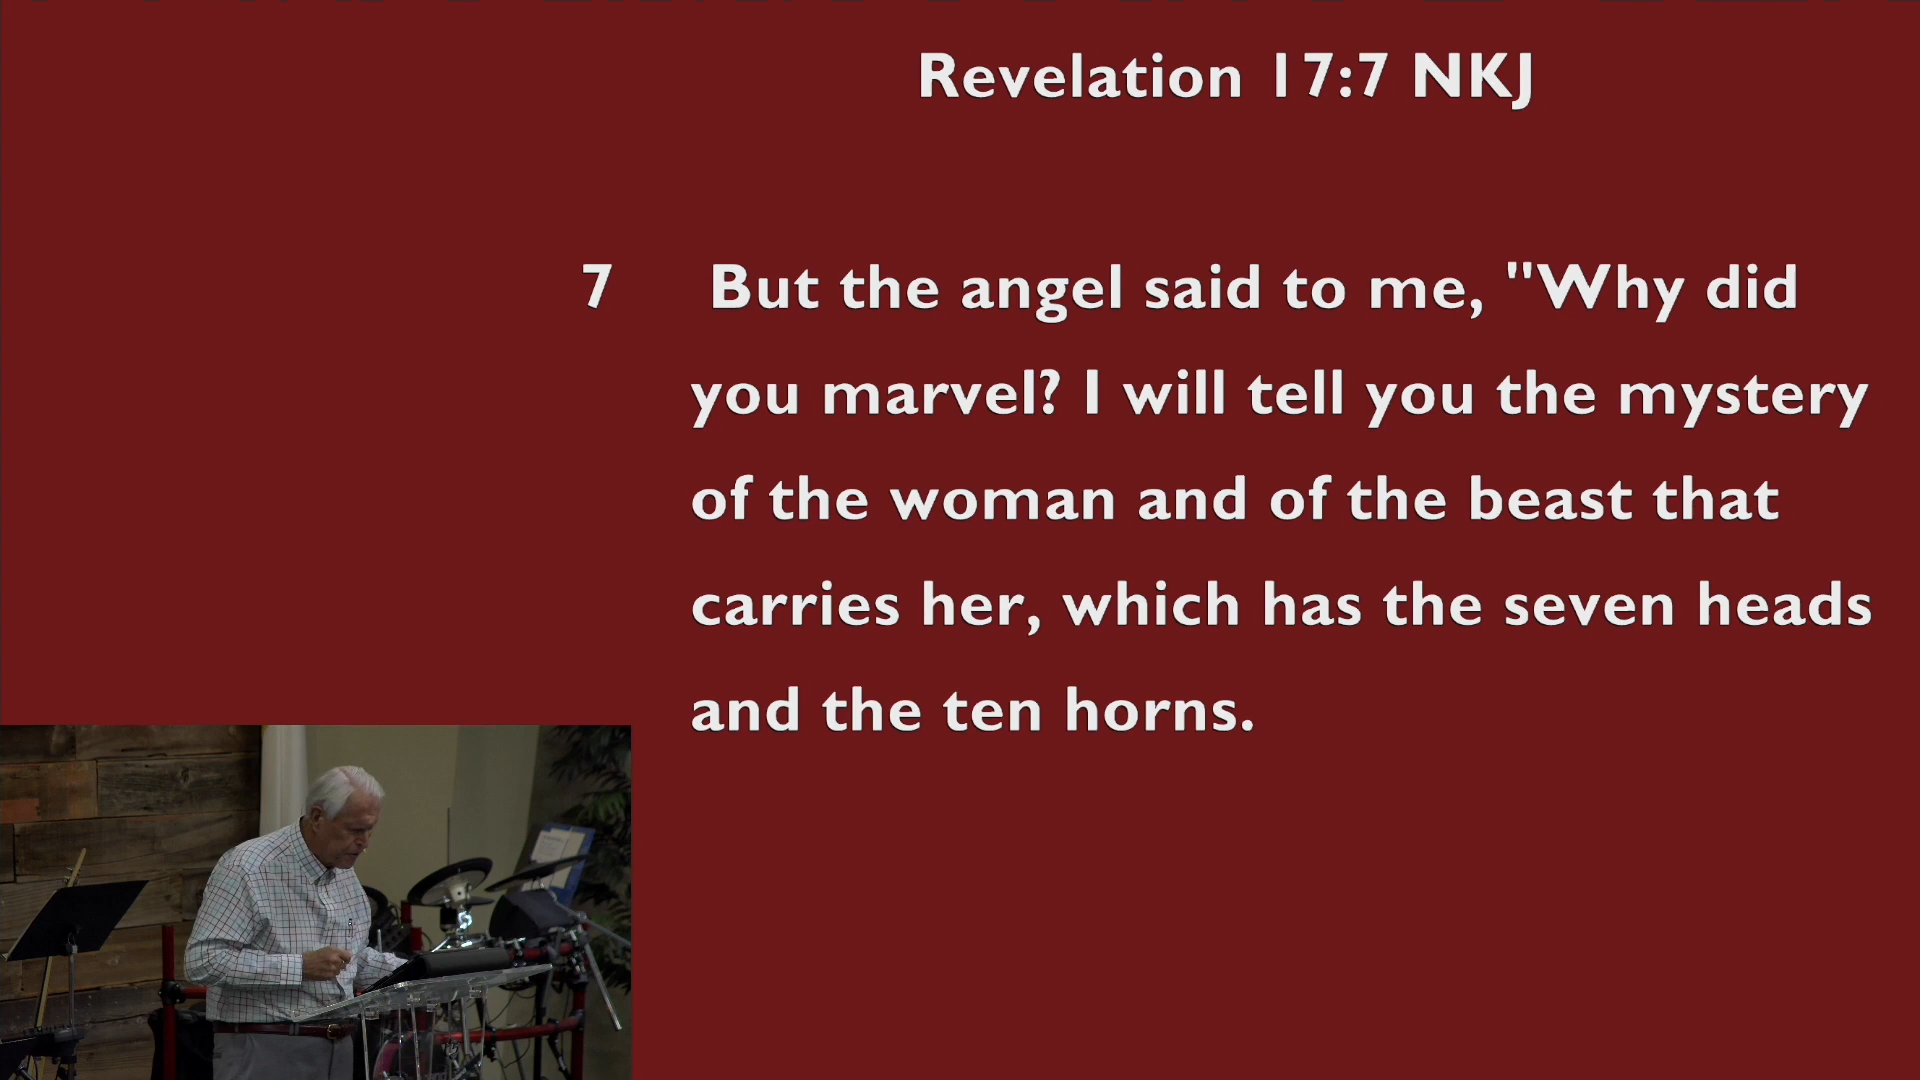 Revelation 17:7 NKJ
7 But the angel said to me, "Why did
you marvel? I will tell you the mystery
of the woman and of the beast that
carries her, which has the seven heads
and the ten horns.